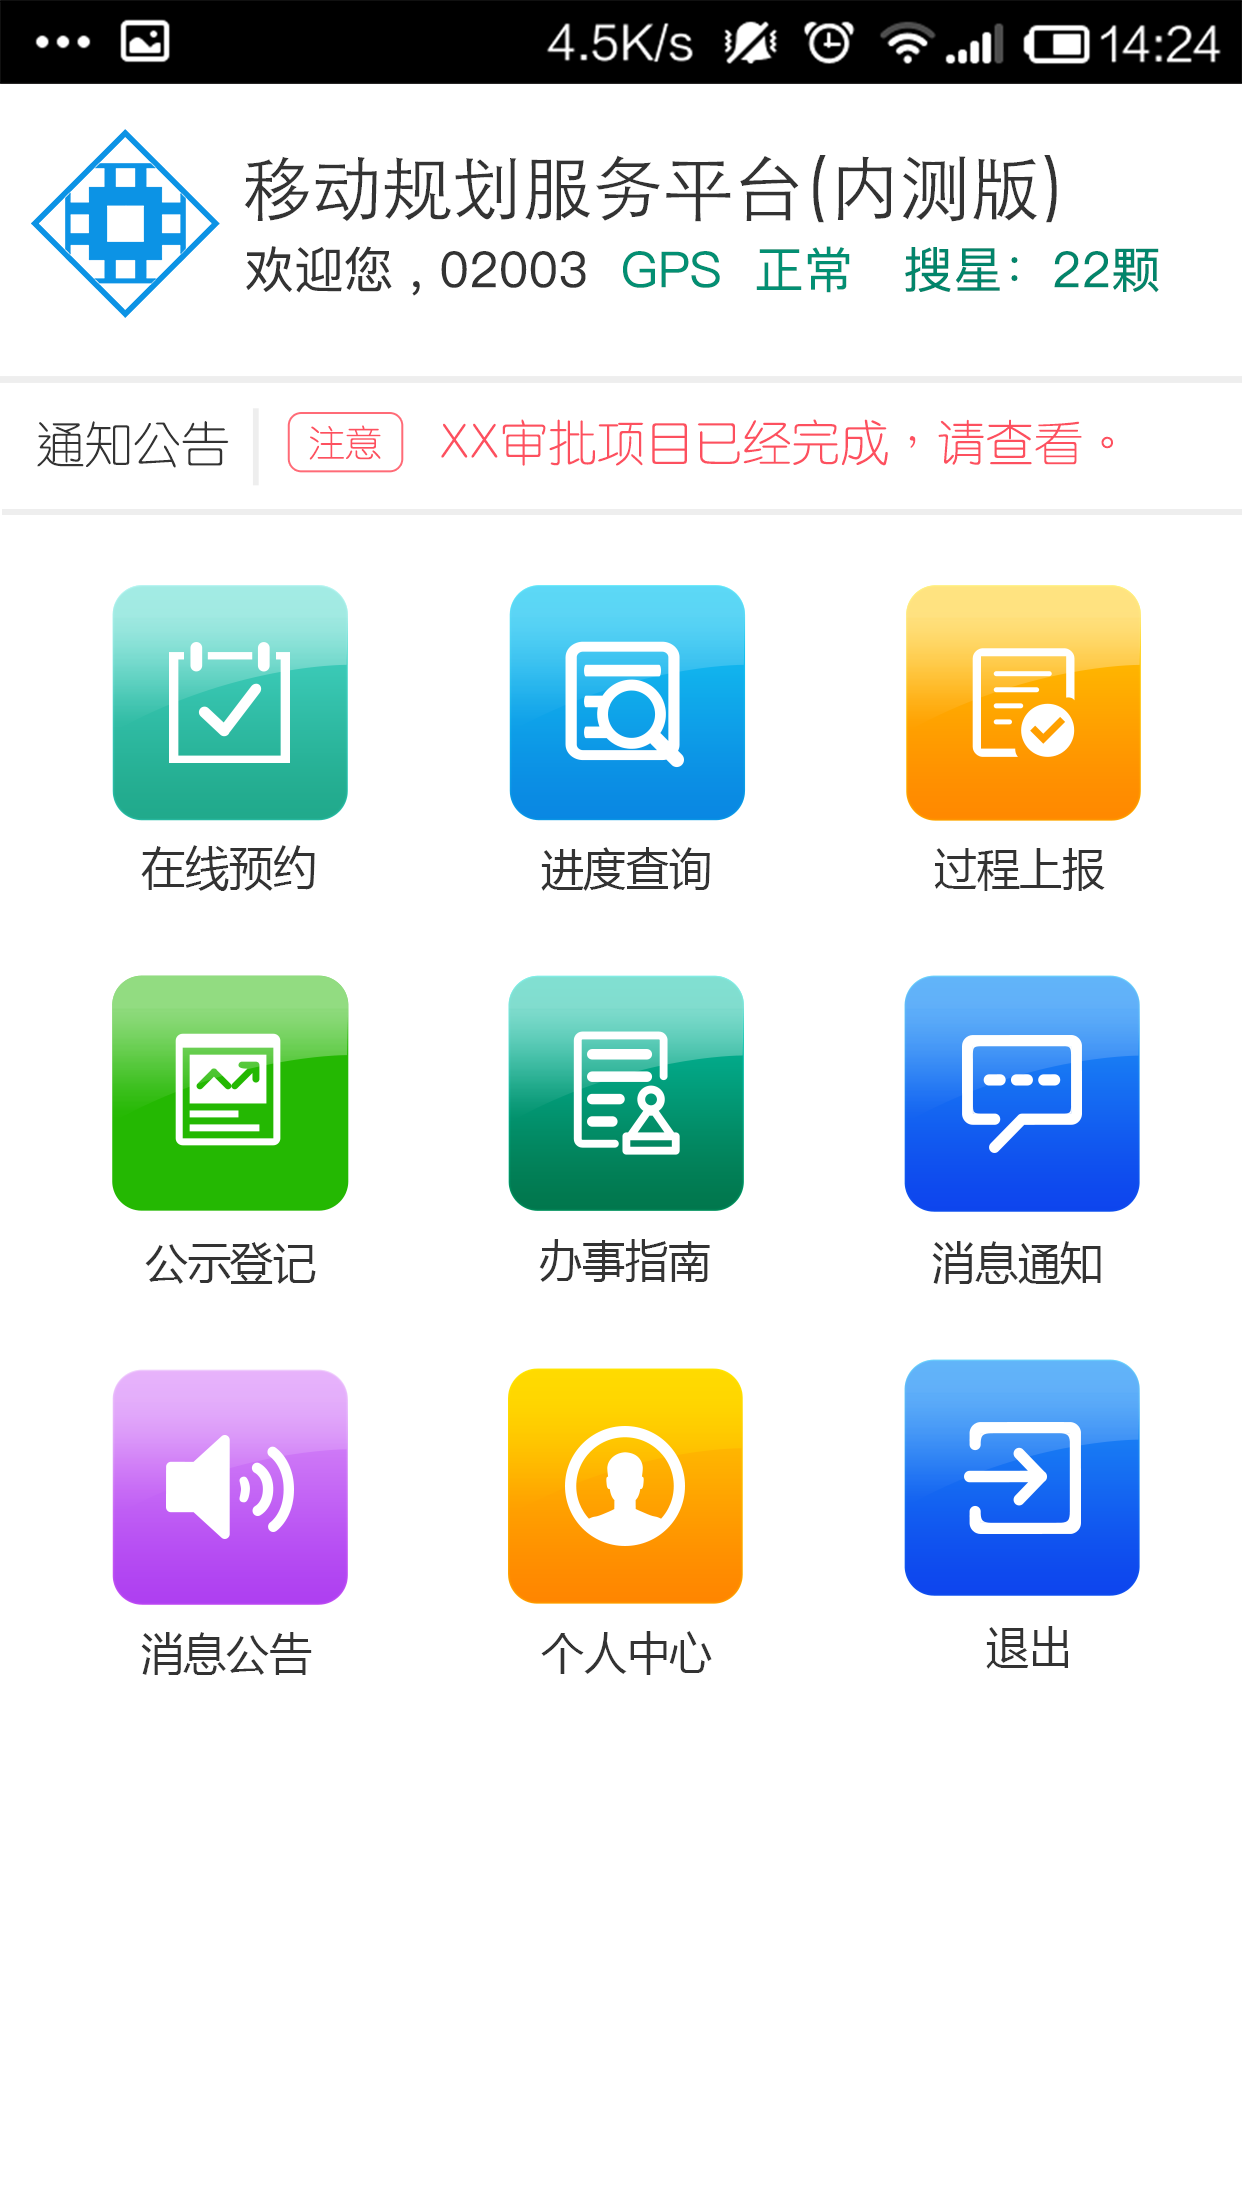 4.5K/s 14:24
移动规划服务平台(内测版)
欢迎您，02003 GPS 正常 搜星：22颗
通知公告 注意 XX审批项目已经完成，请查看。
在线预约 进度查询 过程上报
公示登记 办事指南 消息通知
消息公告 个人中心 退出